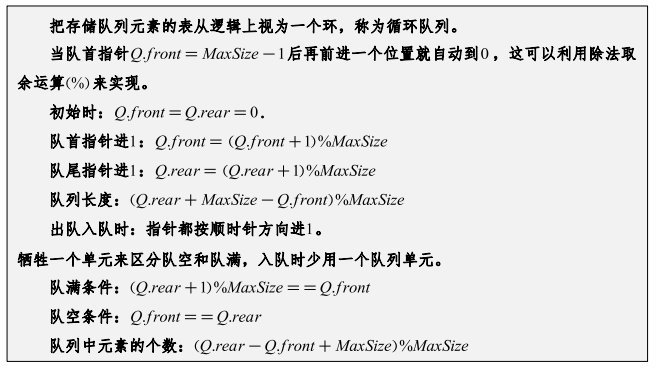 把存储队列元素的表从逻辑上视为一个环，称为循环队列。
当队首指针Q.front = MaxSize − 1后再前进一个位置就自动到0，这可以利用除法取
余运算(%)来实现。
初始时：Q.front = Q.rear = 0.
队首指针进1：Q.front = (Q.front + 1)%MaxSize
队尾指针进1：Q.rear = (Q.rear + 1)%MaxSize
队列长度：(Q.rear + MaxSize − Q.front)%MaxSize
出队入队时：指针都按顺时针方向进1。
牺牲一个单元来区分队空和队满，入队时少用一个队列单元。
队满条件：(Q.rear + 1)%MaxSize == Q.front
队空条件：Q.front == Q.rear
队列中元素的个数：(Q.rear − Q.front + MaxSize)%MaxSize